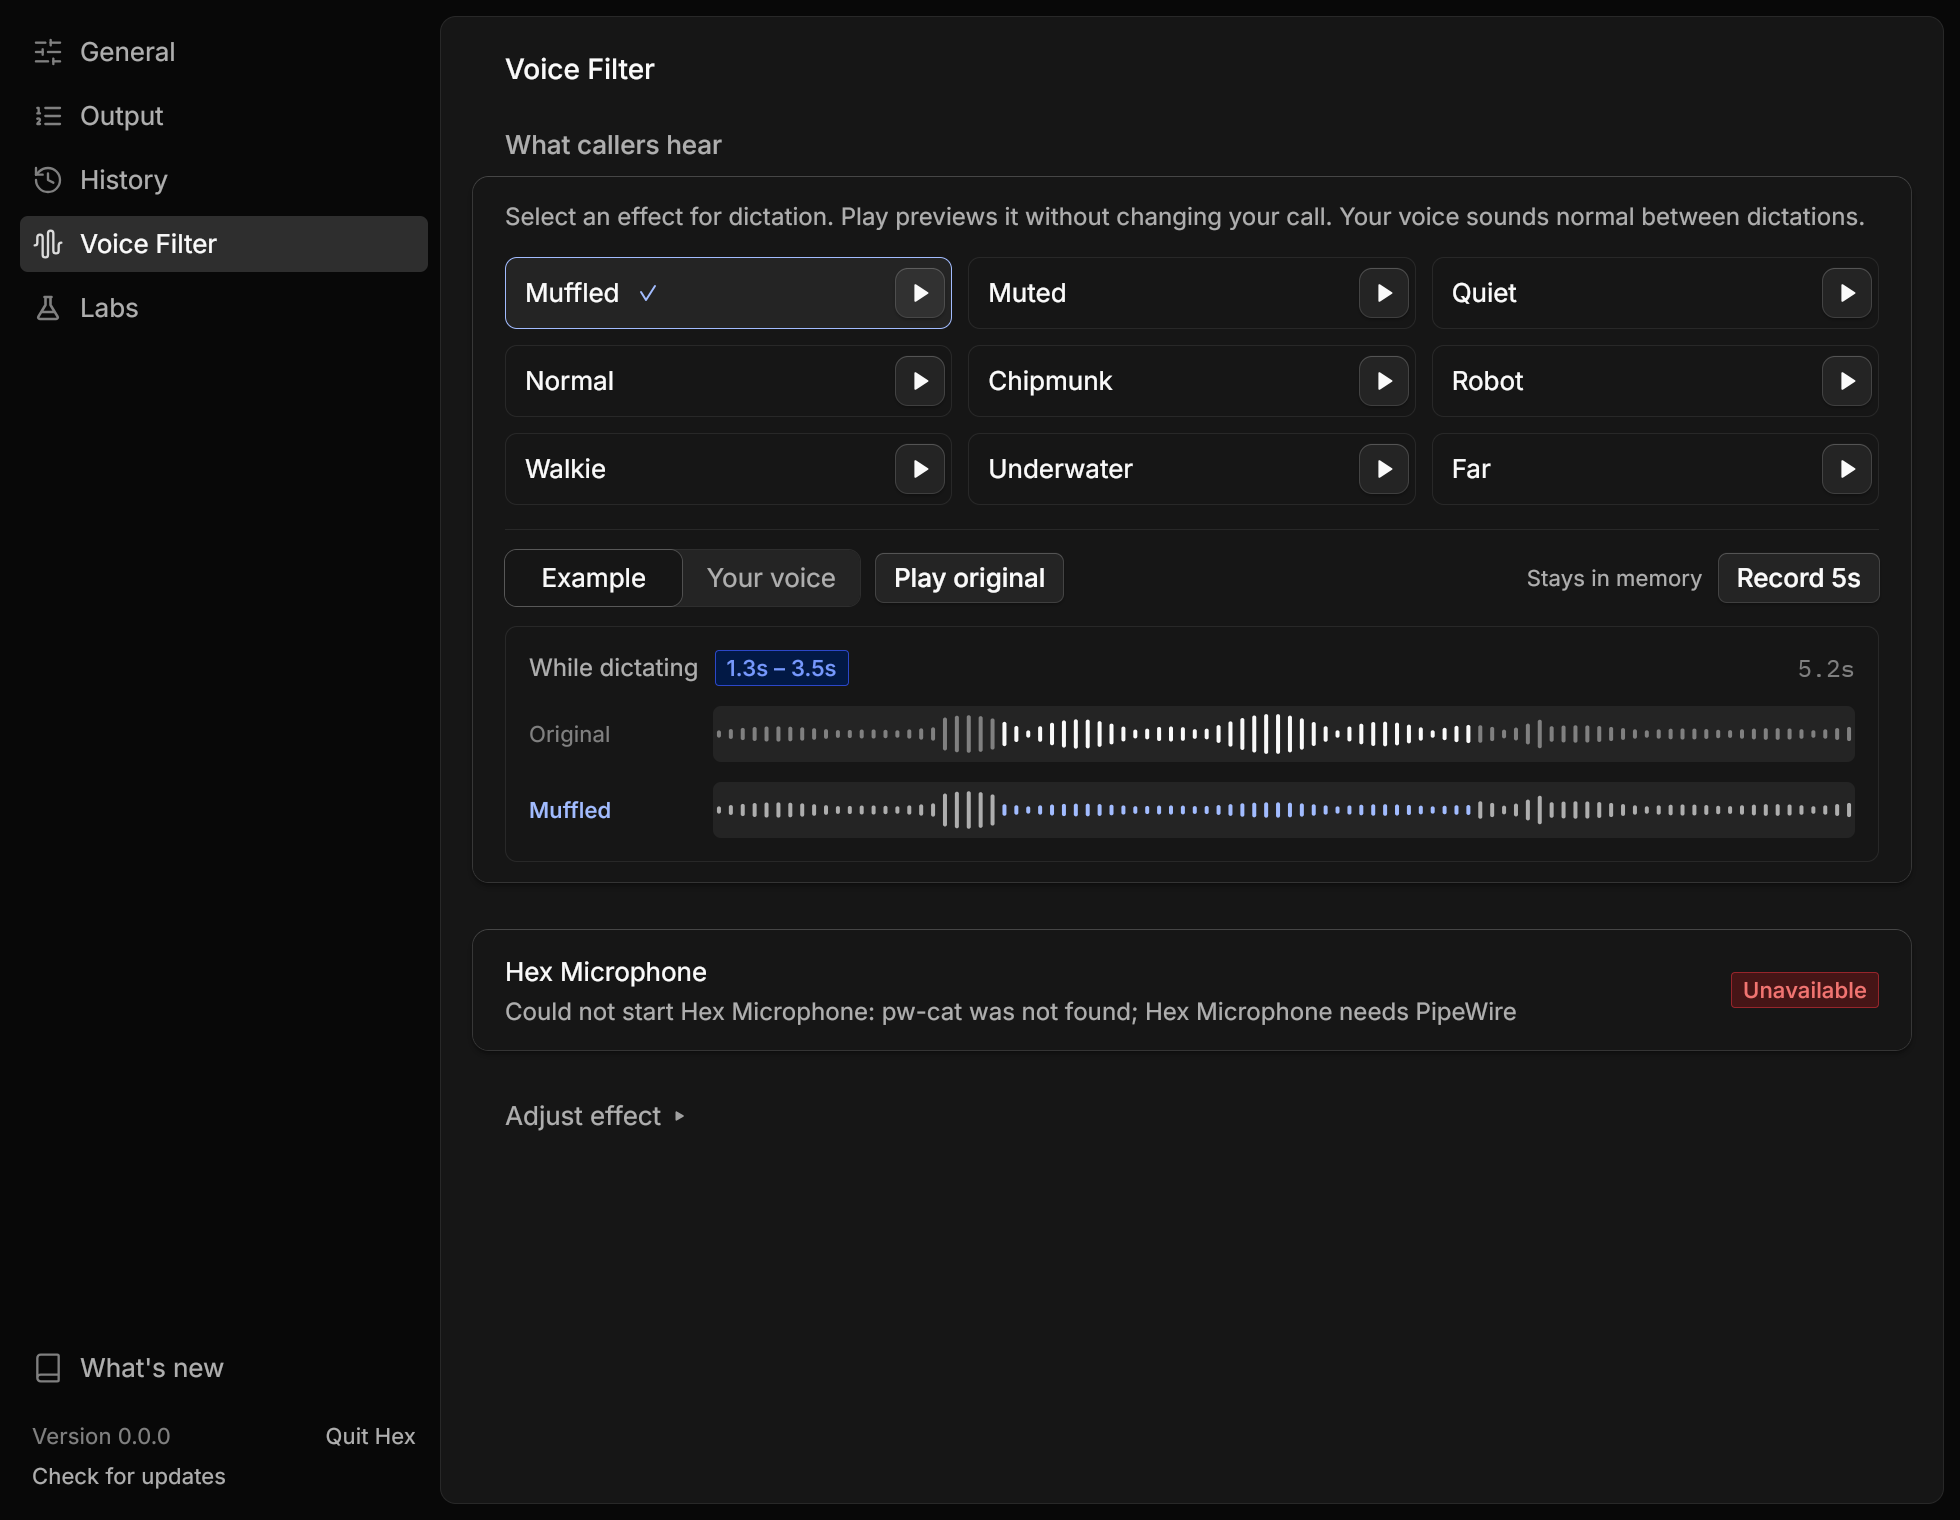 General
Output
History
Voice Filter
Labs
What's new
Version 0.0.0
Quit Hex
Check for updates
Voice Filter
What callers hear
Select an effect for dictation. Play previews it without changing your call. Your voice sounds normal between dictations.
Muffled
Muted
Quiet
Normal
Chipmunk
Robot
Walkie
Underwater
Far
Example
Your voice
Play original
Stays in memory
Record 5s
While dictating
1.3s – 3.5s
5.2s
Original
Muffled
Hex Microphone
Could not start Hex Microphone: pw-cat was not found; Hex Microphone needs PipeWire
Unavailable
Adjust effect